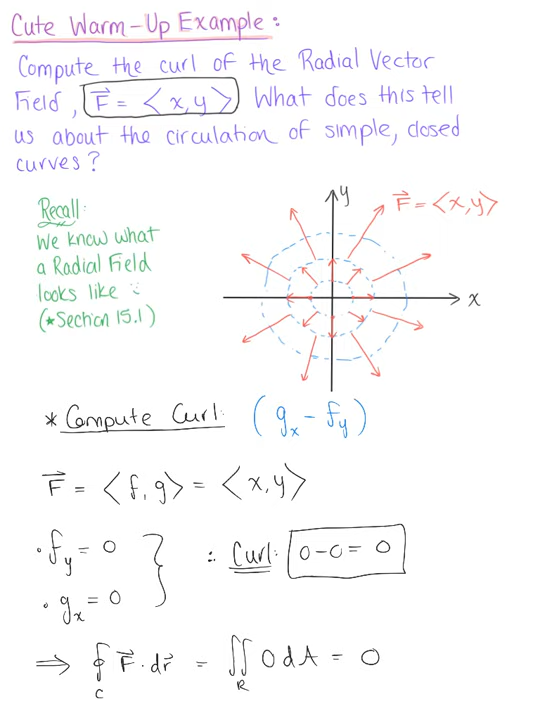 Cute Warm-Up Example:
Compute the curl of the Radial Vector
Field, F⃗ = ⟨x, y⟩ What does this tell
us about the circulation of simple, closed
curves?
Recall:
We know what
a Radial Field
looks like :
(★Section 15.1)
y
F⃗ = ⟨x, y⟩
x
* Compute Curl: (gₓ - f_y)
F⃗ = ⟨f, g⟩ = ⟨x, y⟩
• f_y = 0
• gₓ = 0
∴ Curl: 0-0 = 0
⇒ ∮_C F⃗ · dr⃗ = ∬_R 0 dA = 0